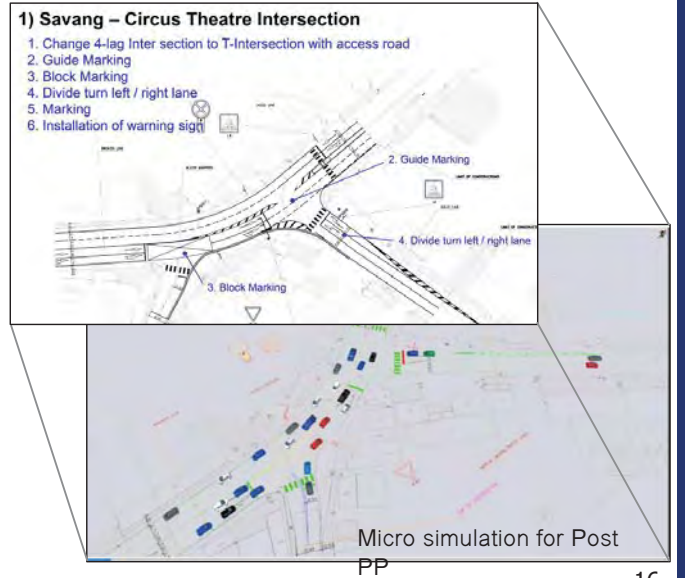 1) Savang – Circus Theatre Intersection
1. Change 4-lag Inter section to T-Intersection with access road
2. Guide Marking
3. Block Marking
4. Divide turn left / right lane
5. Marking
6. Installation of warning sign
2. Guide Marking
4. Divide turn left / right lane
3. Block Marking
Micro simulation for Post
PP
16